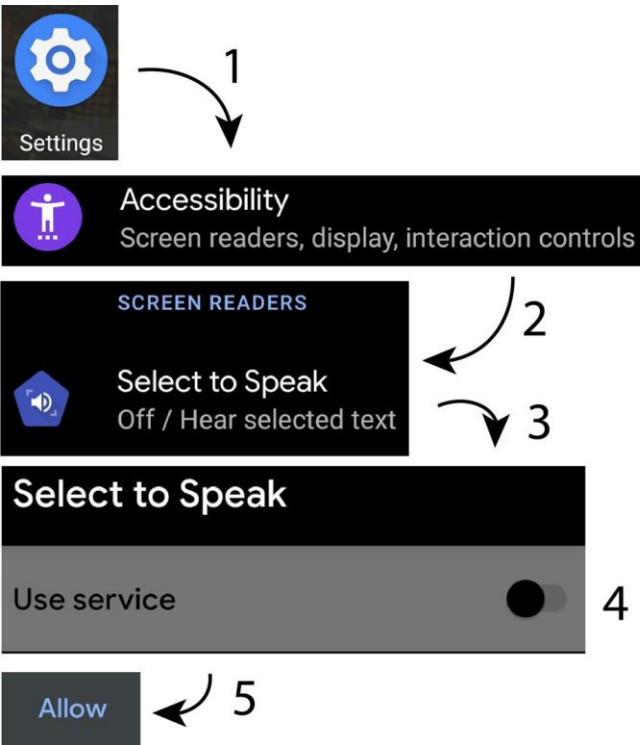 Settings
1
Accessibility
Screen readers, display, interaction controls
2
SCREEN READERS
Select to Speak
Off / Hear selected text
3
Select to Speak
Use service
4
Allow
5